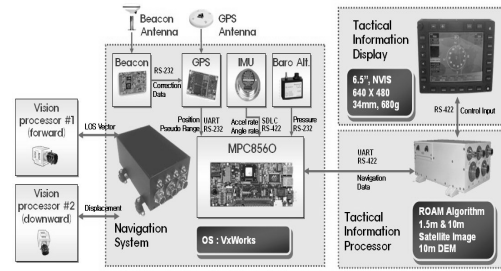 Beacon
Antenna
GPS
Antenna
Beacon
GPS
IMU
Baro Alt.
RS-232
Correction
Data
Position
Pseudo Range
UART
RS-232
Accel rate
Angle rate
SDLC
RS-422
Pressure
RS-232
MPC8560
OS : VxWorks
Navigation
System
Vision
processor #1
(forward)
LOS Vector
Vision
processor #2
(downward)
Displacement
Tactical
Information
Display
6.5", NVIS
640 X 480
34mm, 680g
RS-422
Control Input
UART
RS-422
Navigation
Data
Tactical
Information
Processor
ROAM Algorithm
1.5m & 10m
Satellite Image
10m DEM